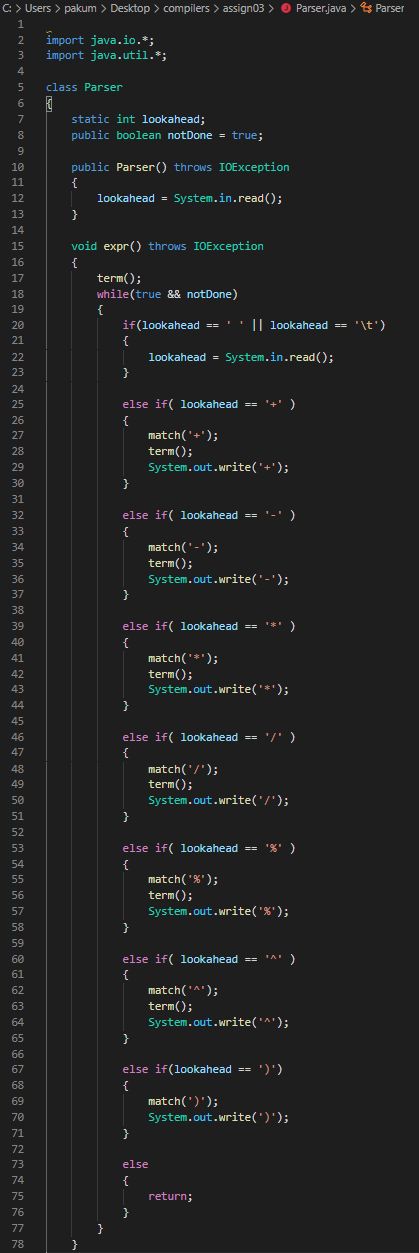 C: > Users > pakum > Desktop > compilers > assign03 > Parser.java > Parser
1
2 import java.io.*;
3 import java.util.*;
4
5 class Parser
6 {
7 static int lookahead;
8 public boolean notDone = true;
9
10 public Parser() throws IOException
11 {
12 lookahead = System.in.read();
13 }
14
15 void expr() throws IOException
16 {
17 term();
18 while(true && notDone)
19 {
20 if(lookahead == ' ' || lookahead == '\t')
21 {
22 lookahead = System.in.read();
23 }
24
25 else if( lookahead == '+' )
26 {
27 match('+');
28 term();
29 System.out.write('+');
30 }
31
32 else if( lookahead == '-' )
33 {
34 match('-');
35 term();
36 System.out.write('-');
37 }
38
39 else if( lookahead == '*' )
40 {
41 match('*');
42 term();
43 System.out.write('*');
44 }
45
46 else if( lookahead == '/' )
47 {
48 match('/');
49 term();
50 System.out.write('/');
51 }
52
53 else if( lookahead == '%' )
54 {
55 match('%');
56 term();
57 System.out.write('%');
58 }
59
60 else if( lookahead == '^' )
61 {
62 match('^');
63 term();
64 System.out.write('^');
65 }
66
67 else if(lookahead == ')')
68 {
69 match(')');
70 System.out.write(')');
71 }
72
73 else
74 {
75 return;
76 }
77 }
78 }